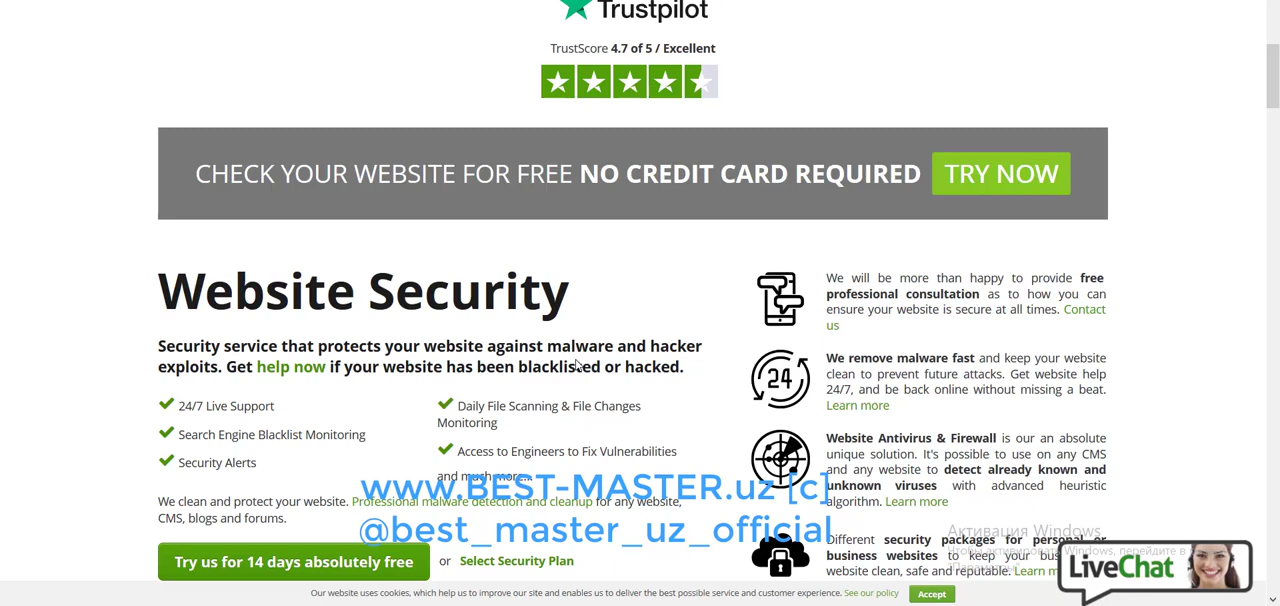 Trustpilot
TrustScore 4.7 of 5 / Excellent
CHECK YOUR WEBSITE FOR FREE NO CREDIT CARD REQUIRED TRY NOW
Website Security
Security service that protects your website against malware and hacker
exploits. Get help now if your website has been blacklisted or hacked.
24/7 Live Support
Search Engine Blacklist Monitoring
Security Alerts
Daily File Scanning & File Changes
Monitoring
Access to Engineers to Fix Vulnerabilities
and much more...
We clean and protect your website. Professional malware detection and cleanup for any website,
CMS, blogs and forums.
Try us for 14 days absolutely free or Select Security Plan
We will be more than happy to provide free
professional consultation as to how you can
ensure your website is secure at all times. Contact
us
We remove malware fast and keep your website
clean to prevent future attacks. Get website help
24/7, and be back online without missing a beat.
Learn more
Website Antivirus & Firewall is our an absolute
unique solution. It's possible to use on any CMS
and any website to detect already known and
unknown viruses with advanced heuristic
algorithm. Learn more
Different security packages for personal or
business websites to keep your
website clean, safe and reputable. Learn
www.BEST-MASTER.uz [c]
@best_master_uz_official
Активация Windows
Чтобы активировать Windows, перейдите в
"Параметры".
LiveChat
Our website uses cookies, which help us to improve our site and enables us to deliver the best possible service and customer experience. See our policy Accept